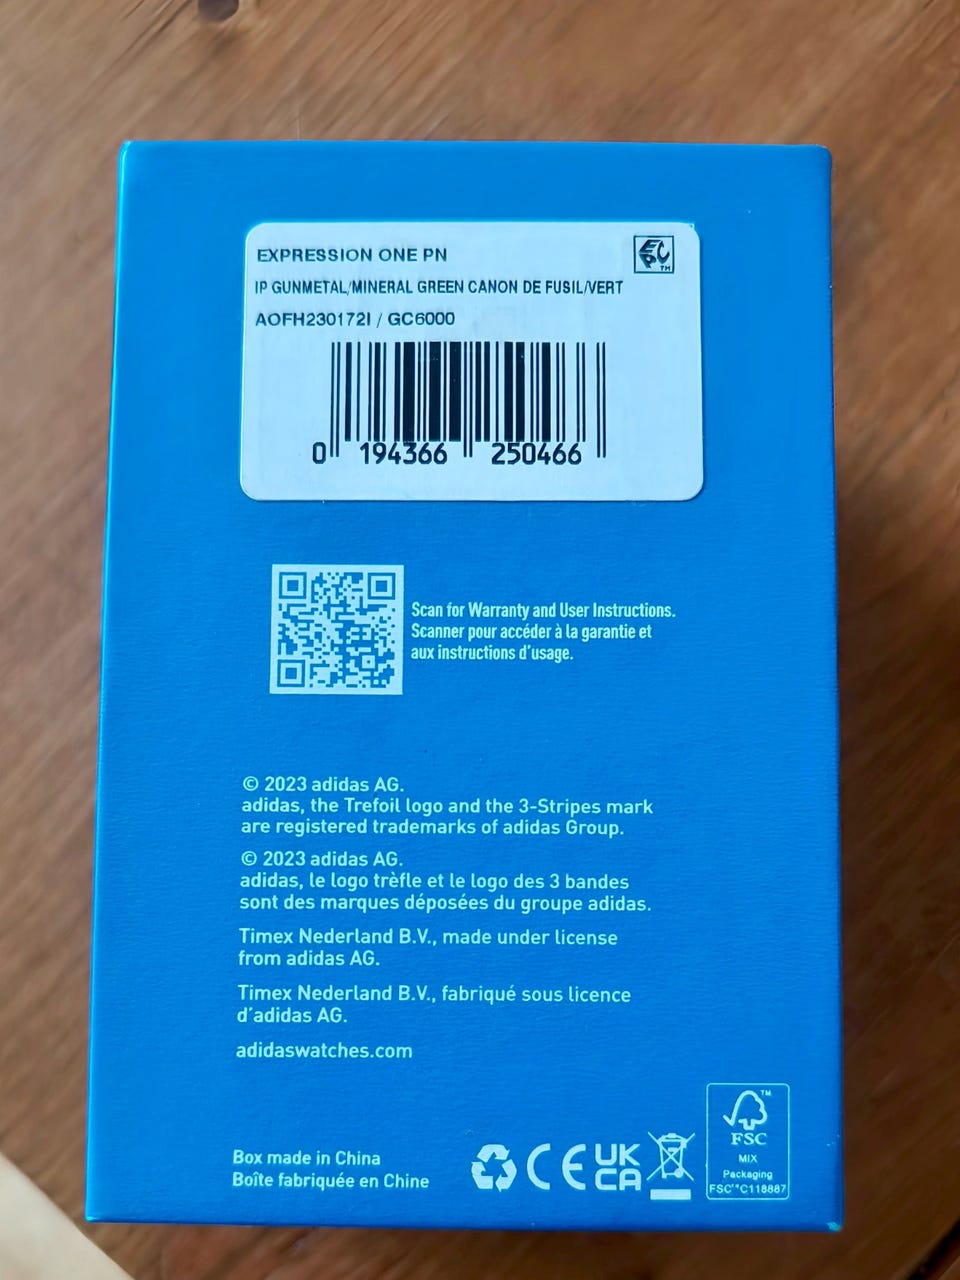 EXPRESSION ONE PN
ECPC
TM
IP GUNMETAL/MINERAL GREEN CANON DE FUSIL/VERT
AOFH230172I / GC6000
0 194366 250466
Scan for Warranty and User Instructions.
Scanner pour accéder à la garantie et
aux instructions d'usage.
© 2023 adidas AG.
adidas, the Trefoil logo and the 3-Stripes mark
are registered trademarks of adidas Group.
© 2023 adidas AG.
adidas, le logo trèfle et le logo des 3 bandes
sont des marques déposées du groupe adidas.
Timex Nederland B.V., made under license
from adidas AG.
Timex Nederland B.V., fabriqué sous licence
d'adidas AG.
adidaswatches.com
Box made in China
Boîte fabriquée en Chine
CE
UK
CA
TM
FSC
MIX
Packaging
FSC™C118887